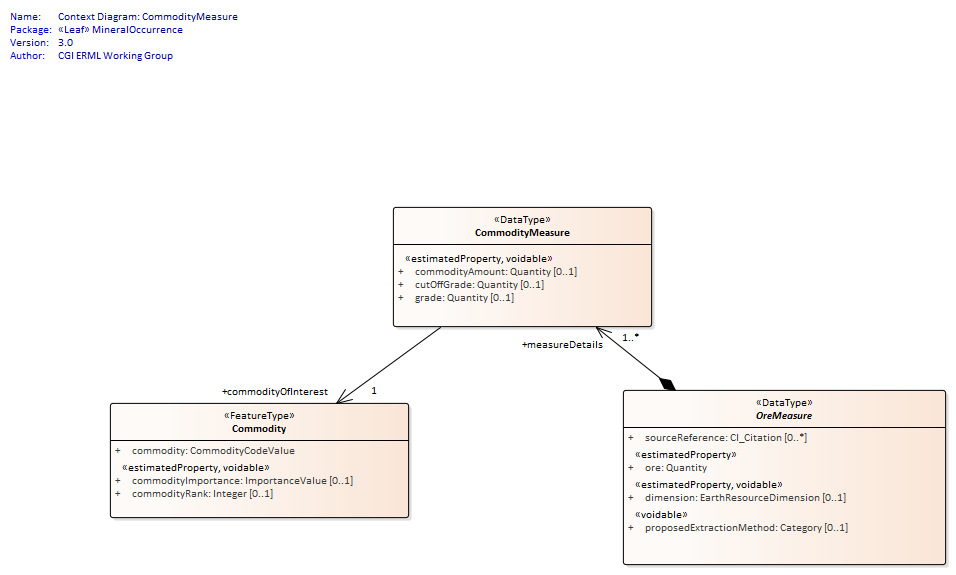 Name: Context Diagram: CommodityMeasure
Package: «Leaf» MineralOccurrence
Version: 3.0
Author: CGI ERML Working Group
«DataType»
CommodityMeasure
«estimatedProperty, voidable»
+ commodityAmount: Quantity [0..1]
+ cutOffGrade: Quantity [0..1]
+ grade: Quantity [0..1]
1..*
+measureDetails
+commodityOfInterest 1
«FeatureType»
Commodity
+ commodity: CommodityCodeValue
«estimatedProperty, voidable»
+ commodityImportance: ImportanceValue [0..1]
+ commodityRank: Integer [0..1]
«DataType»
OreMeasure
+ sourceReference: CI_Citation [0..*]
«estimatedProperty»
+ ore: Quantity
«estimatedProperty, voidable»
+ dimension: EarthResourceDimension [0..1]
«voidable»
+ proposedExtractionMethod: Category [0..1]